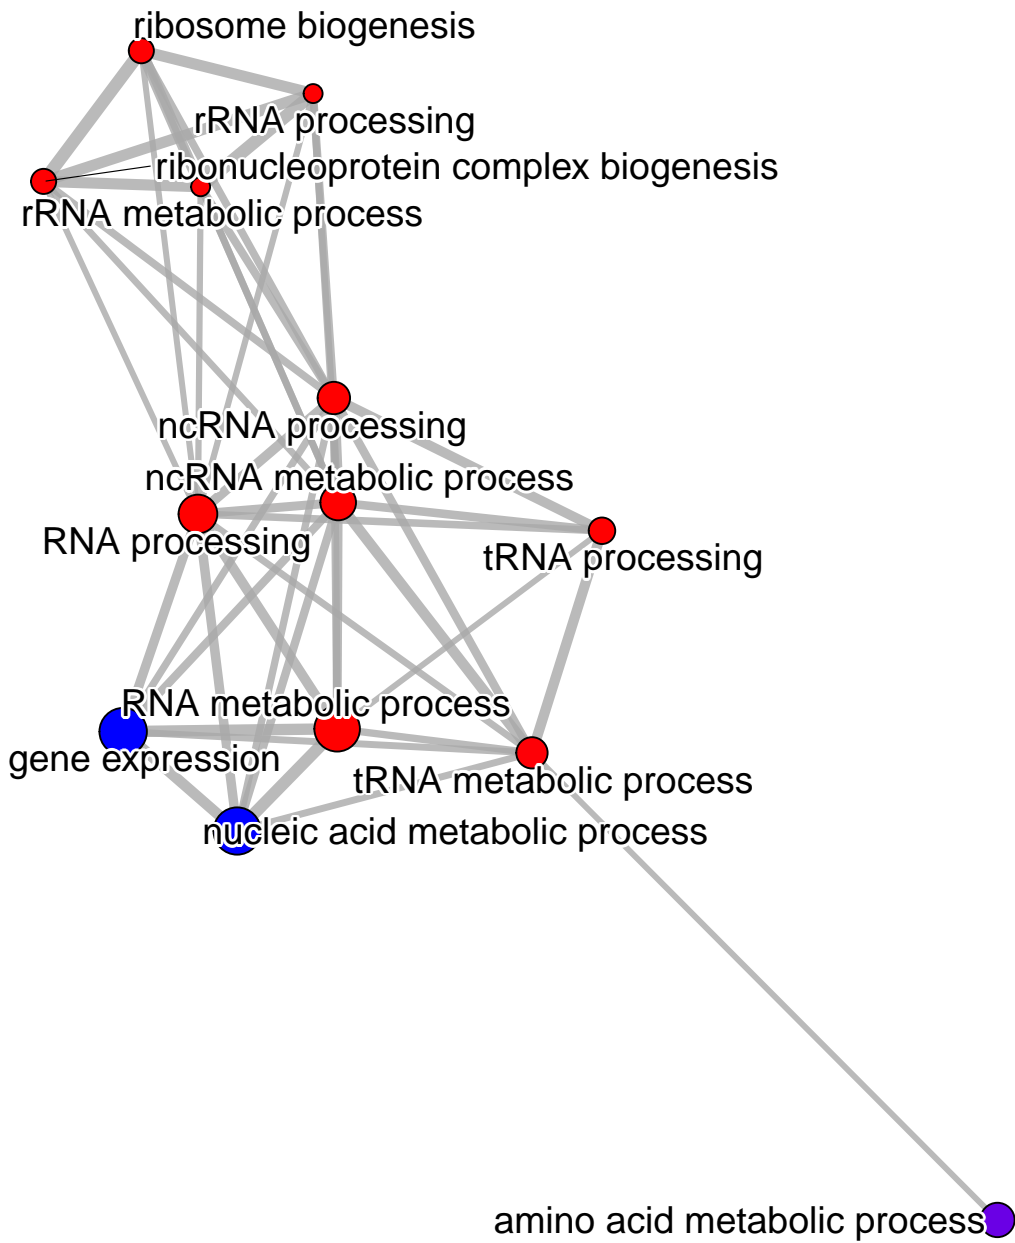 ribosome biogenesis
rRNA processing
ribonucleoprotein complex biogenesis
rRNA metabolic process
ncRNA processing
ncRNA metabolic process
RNA processing
tRNA processing
RNA metabolic process
gene expression
tRNA metabolic process
nucleic acid metabolic process
amino acid metabolic process